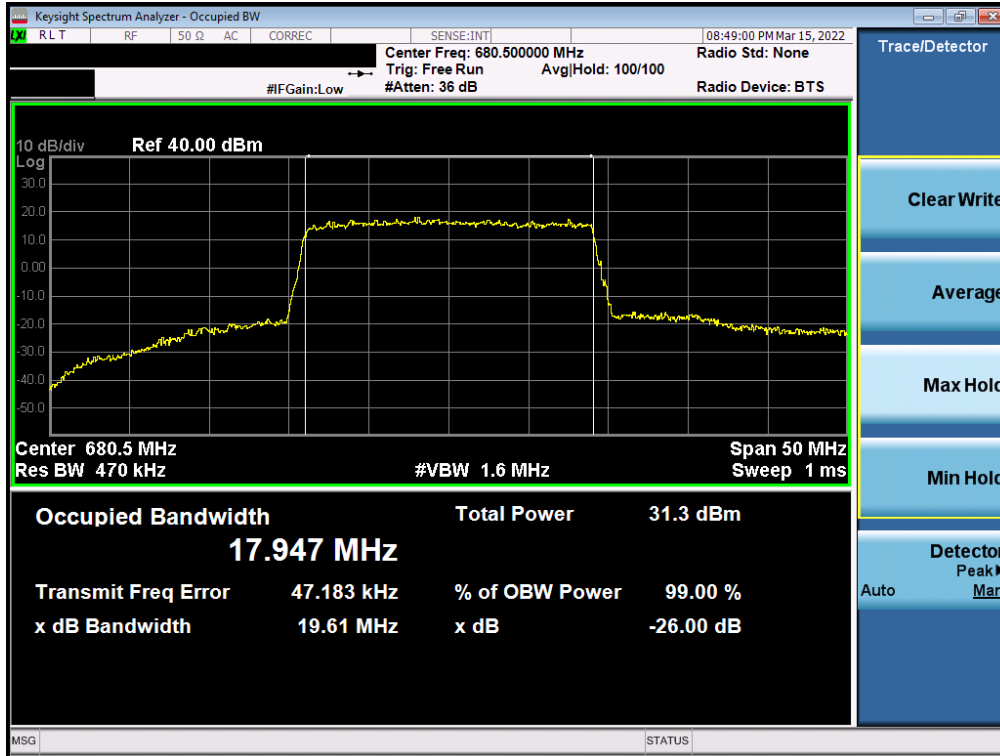 Keysight Spectrum Analyzer - Occupied BW
LXI RLT RF 50 Ω AC CORREC SENSE:INT 08:49:00 PM Mar 15, 2022
Center Freq: 680.500000 MHz Radio Std: None
Trig: Free Run Avg|Hold: 100/100
#IFGain:Low #Atten: 36 dB Radio Device: BTS
Trace/Detector
10 dB/div Ref 40.00 dBm
Log
30.0
20.0
10.0
0.00
-10.0
-20.0
-30.0
-40.0
-50.0
Center 680.5 MHz Span 50 MHz
Res BW 470 kHz #VBW 1.6 MHz Sweep 1 ms
Occupied Bandwidth Total Power 31.3 dBm
17.947 MHz
Transmit Freq Error 47.183 kHz % of OBW Power 99.00 %
x dB Bandwidth 19.61 MHz x dB -26.00 dB
Clear Write
Average
Max Hold
Min Hold
Detector
Peak
Auto Man
MSG STATUS